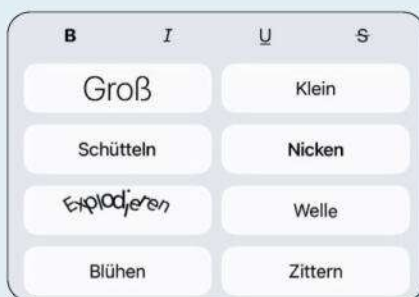 B I U S
Groß Klein
Schütteln Nicken
Explodieren Welle
Blühen Zittern